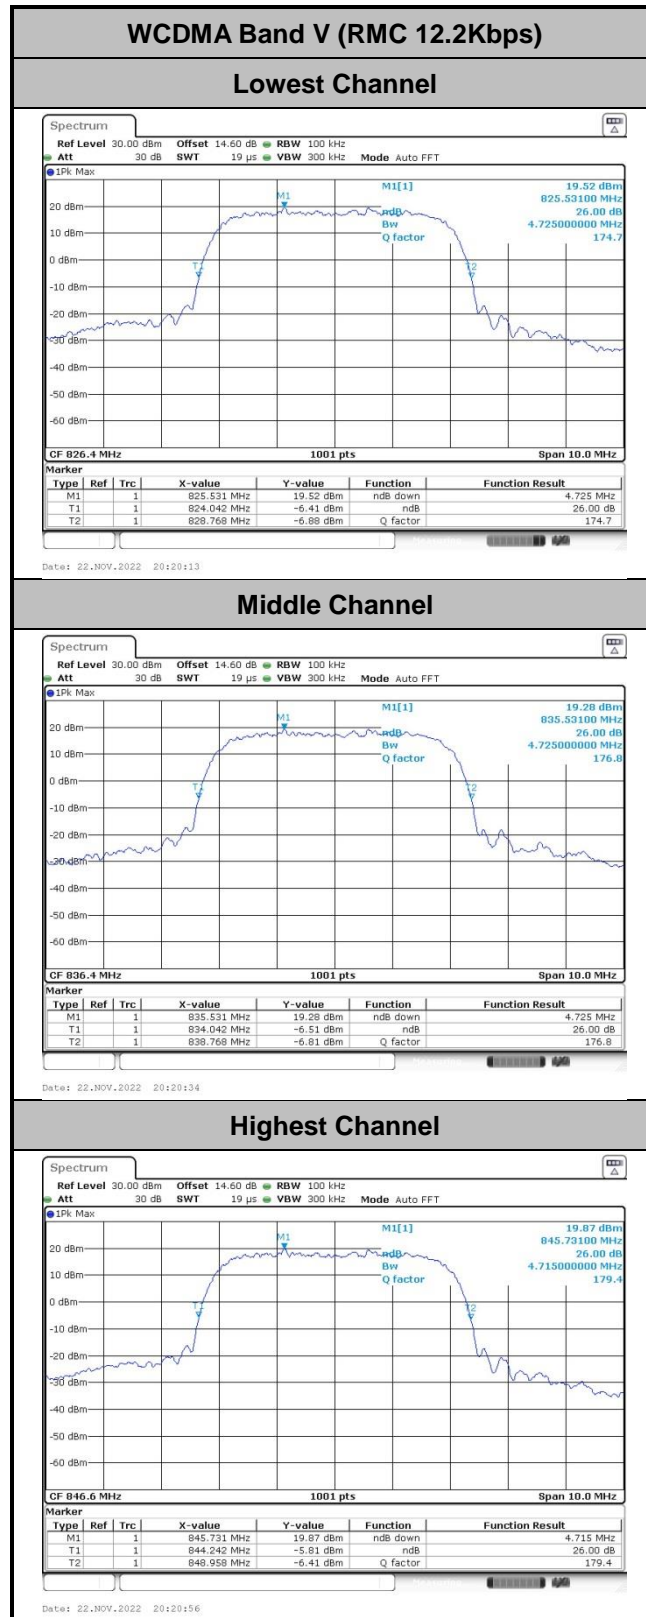 WCDMA Band V (RMC 12.2Kbps)
Lowest Channel
Spectrum
Ref Level 30.00 dBm Offset 14.60 dB RBW 100 kHz
Att 30 dB SWT 19 µs VBW 300 kHz Mode Auto FFT
1Pk Max
M1[1] 19.52 dBm
825.53100 MHz
ndB 26.00 dB
Bw 4.725000000 MHz
Q factor 174.7
M1
T1
T2
20 dBm
10 dBm
0 dBm
-10 dBm
-20 dBm
-30 dBm
-40 dBm
-50 dBm
-60 dBm
CF 826.4 MHz 1001 pts Span 10.0 MHz
Marker
Type Ref Trc X-value Y-value Function Function Result
M1 1 825.531 MHz 19.52 dBm ndB down 4.725 MHz
T1 1 824.042 MHz -6.41 dBm ndB 26.00 dB
T2 1 828.768 MHz -6.88 dBm Q factor 174.7
Date: 22.NOV.2022 20:20:13
Middle Channel
Spectrum
Ref Level 30.00 dBm Offset 14.60 dB RBW 100 kHz
Att 30 dB SWT 19 µs VBW 300 kHz Mode Auto FFT
1Pk Max
M1[1] 19.28 dBm
835.53100 MHz
ndB 26.00 dB
Bw 4.725000000 MHz
Q factor 176.8
M1
T1
T2
20 dBm
10 dBm
0 dBm
-10 dBm
-20 dBm
-30 dBm
-40 dBm
-50 dBm
-60 dBm
CF 836.4 MHz 1001 pts Span 10.0 MHz
Marker
Type Ref Trc X-value Y-value Function Function Result
M1 1 835.531 MHz 19.28 dBm ndB down 4.725 MHz
T1 1 834.042 MHz -6.51 dBm ndB 26.00 dB
T2 1 838.768 MHz -6.81 dBm Q factor 176.8
Date: 22.NOV.2022 20:20:34
Highest Channel
Spectrum
Ref Level 30.00 dBm Offset 14.60 dB RBW 100 kHz
Att 30 dB SWT 19 µs VBW 300 kHz Mode Auto FFT
1Pk Max
M1[1] 19.87 dBm
845.73100 MHz
ndB 26.00 dB
Bw 4.715000000 MHz
Q factor 179.4
M1
T1
T2
20 dBm
10 dBm
0 dBm
-10 dBm
-20 dBm
-30 dBm
-40 dBm
-50 dBm
-60 dBm
CF 846.6 MHz 1001 pts Span 10.0 MHz
Marker
Type Ref Trc X-value Y-value Function Function Result
M1 1 845.731 MHz 19.87 dBm ndB down 4.715 MHz
T1 1 844.242 MHz -5.81 dBm ndB 26.00 dB
T2 1 848.958 MHz -6.41 dBm Q factor 179.4
Date: 22.NOV.2022 20:20:56